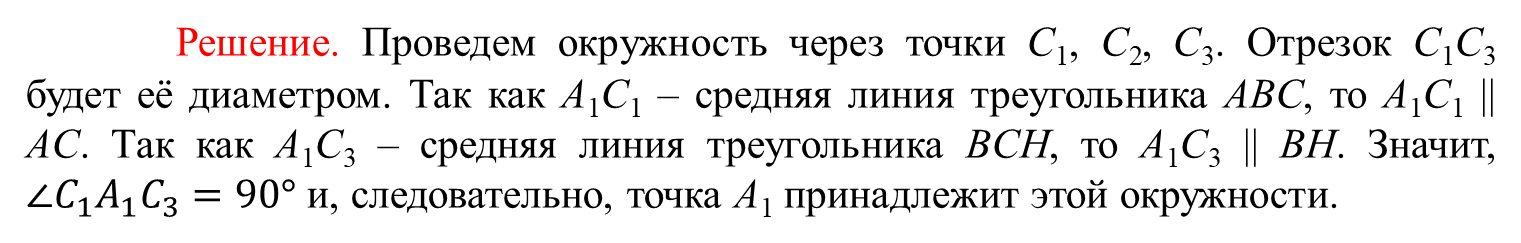 Решение. Проведем окружность через точки C₁, C₂, C₃. Отрезок C₁C₃
будет её диаметром. Так как A₁C₁ – средняя линия треугольника ABC, то A₁C₁ ∥
AC. Так как A₁C₃ – средняя линия треугольника BCH, то A₁C₃ ∥ BH. Значит,
∠C₁A₁C₃ = 90° и, следовательно, точка A₁ принадлежит этой окружности.